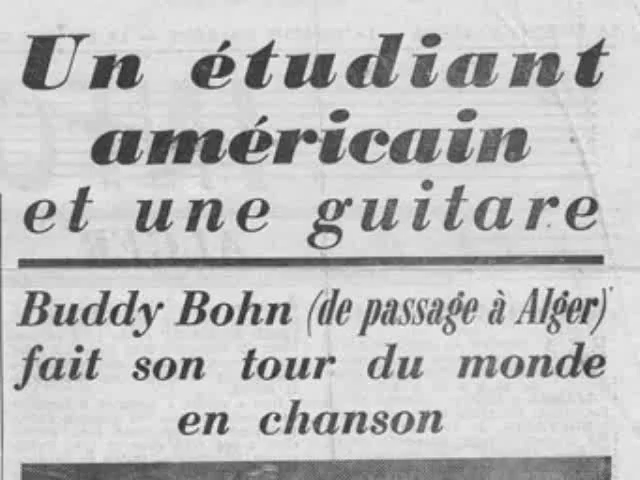 Un étudiant
américain
et une guitare
Buddy Bohn (de passage à Alger)
fait son tour du monde
en chanson